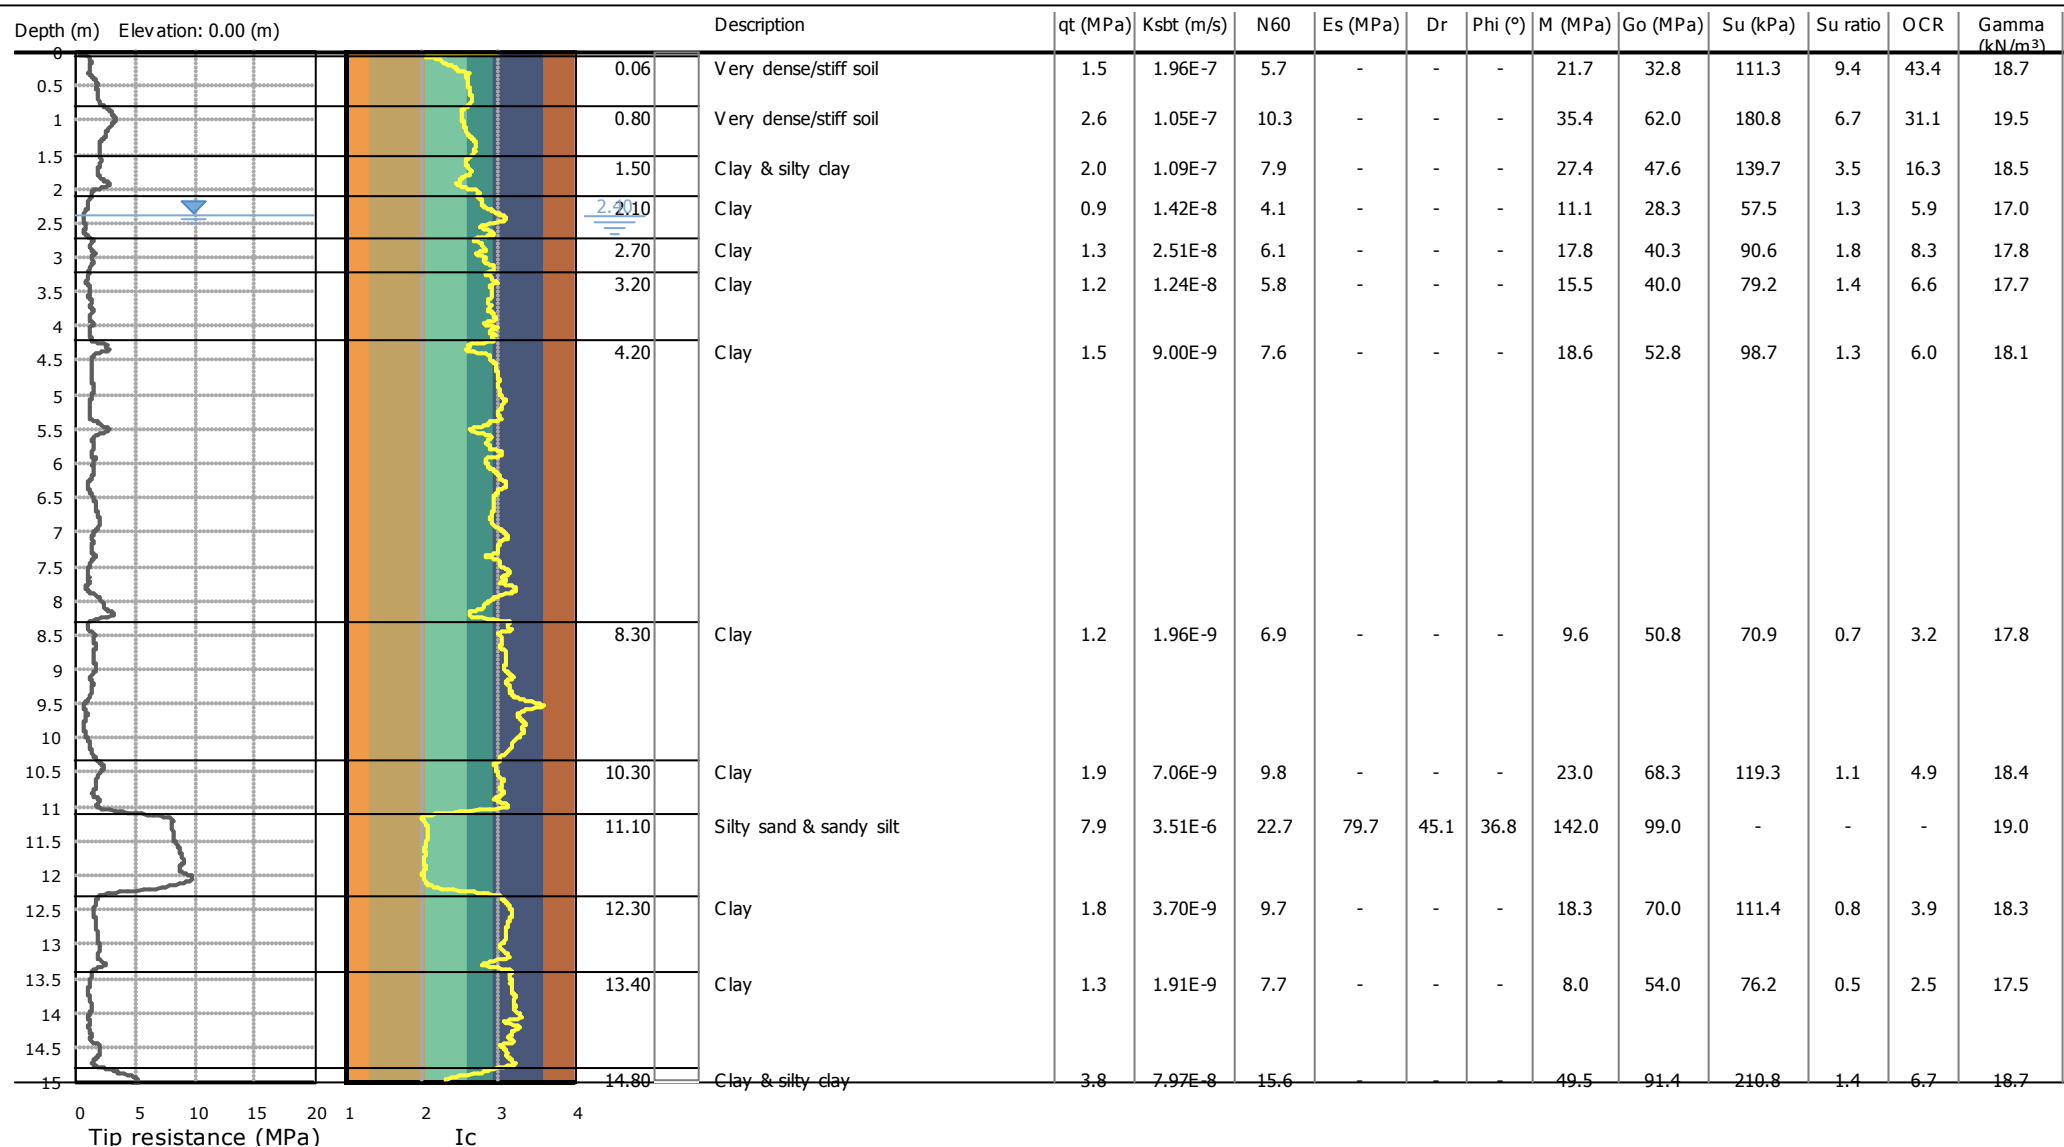 Depth (m) Elevation: 0.00 (m) Description qt (MPa) Ksbt (m/s) N60 Es (MPa) Dr Phi (°) M (MPa) Go (MPa) Su (kPa) Su ratio OCR Gamma (kN/m³)
0
0.06 Very dense/stiff soil 1.5 1.96E-7 5.7 - - - 21.7 32.8 111.3 9.4 43.4 18.7
0.5
1 0.80 Very dense/stiff soil 2.6 1.05E-7 10.3 - - - 35.4 62.0 180.8 6.7 31.1 19.5
1.5 1.50 Clay & silty clay 2.0 1.09E-7 7.9 - - - 27.4 47.6 139.7 3.5 16.3 18.5
2
2.40
2.10 Clay 0.9 1.42E-8 4.1 - - - 11.1 28.3 57.5 1.3 5.9 17.0
2.5
3 2.70 Clay 1.3 2.51E-8 6.1 - - - 17.8 40.3 90.6 1.8 8.3 17.8
3.5 3.20 Clay 1.2 1.24E-8 5.8 - - - 15.5 40.0 79.2 1.4 6.6 17.7
4
4.5 4.20 Clay 1.5 9.00E-9 7.6 - - - 18.6 52.8 98.7 1.3 6.0 18.1
5
5.5
6
6.5
7
7.5
8
8.5 8.30 Clay 1.2 1.96E-9 6.9 - - - 9.6 50.8 70.9 0.7 3.2 17.8
9
9.5
10
10.5 10.30 Clay 1.9 7.06E-9 9.8 - - - 23.0 68.3 119.3 1.1 4.9 18.4
11
11.10 Silty sand & sandy silt 7.9 3.51E-6 22.7 79.7 45.1 36.8 142.0 99.0 - - - 19.0
11.5
12
12.5 12.30 Clay 1.8 3.70E-9 9.7 - - - 18.3 70.0 111.4 0.8 3.9 18.3
13
13.5 13.40 Clay 1.3 1.91E-9 7.7 - - - 8.0 54.0 76.2 0.5 2.5 17.5
14
14.5
15 14.80 Clay & silty clay 3.8 7.97E-8 15.6 - - - 49.5 91.4 210.8 1.4 6.7 18.7
0 5 10 15 20 1 2 3 4
Tip resistance (MPa) Ic